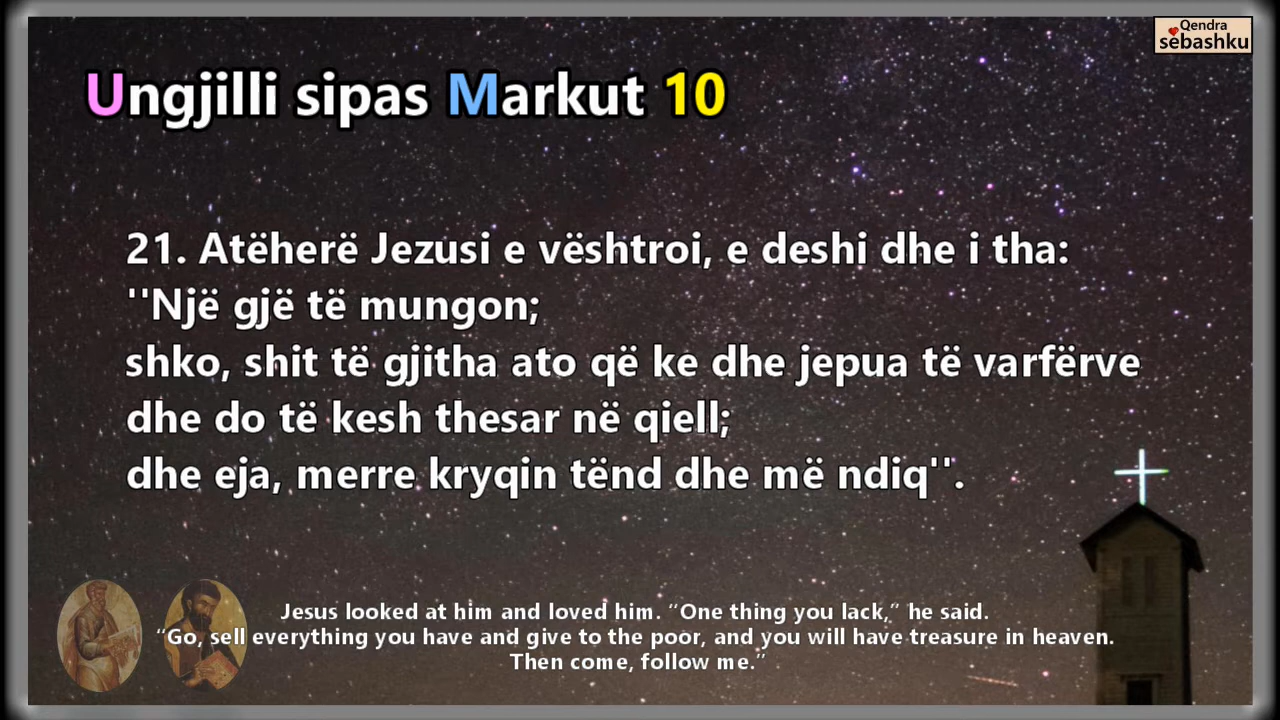 Qendra
sëbashku
Ungjilli sipas Markut 10
21. Atëherë Jezusi e vështroi, e deshi dhe i tha:
''Një gjë të mungon;
shko, shit të gjitha ato që ke dhe jepua të varfërve
dhe do të kesh thesar në qiell;
dhe eja, merre kryqin tënd dhe më ndiq''.
Jesus looked at him and loved him. “One thing you lack,” he said.
“Go, sell everything you have and give to the poor, and you will have treasure in heaven.
Then come, follow me.”